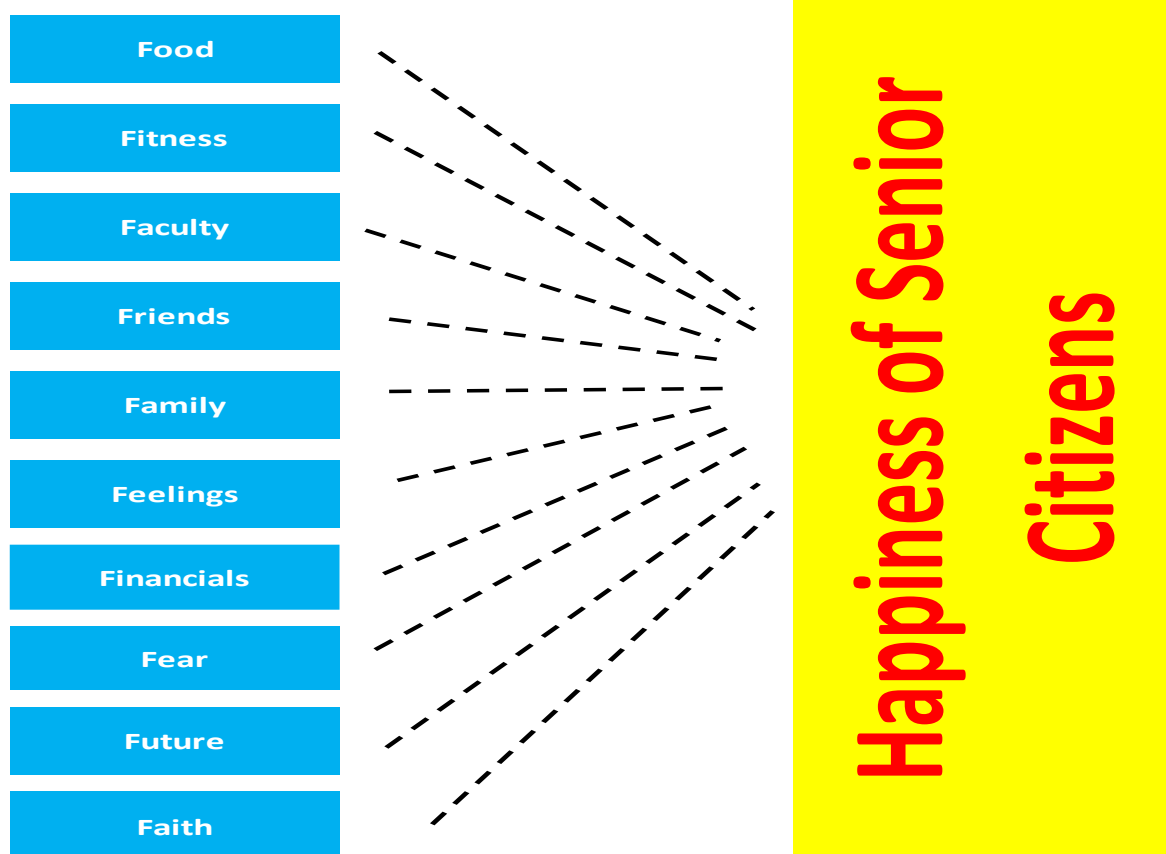 Food
Fitness
Faculty
Friends
Family
Feelings
Financials
Fear
Future
Faith
Happiness of Senior
Citizens